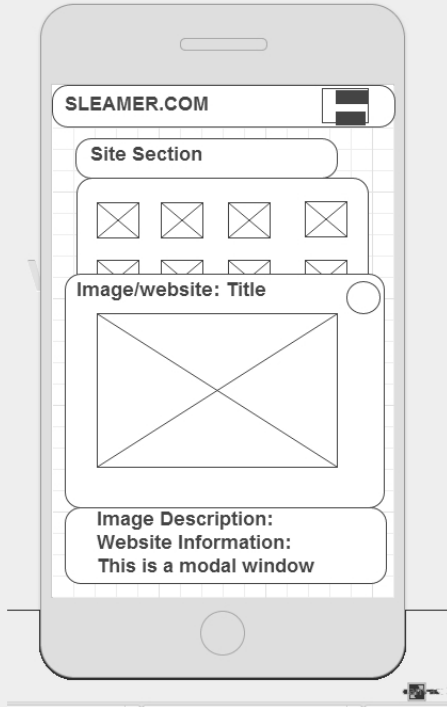 SLEAMER.COM
Site Section
Image/website: Title
Image Description:
Website Information:
This is a modal window